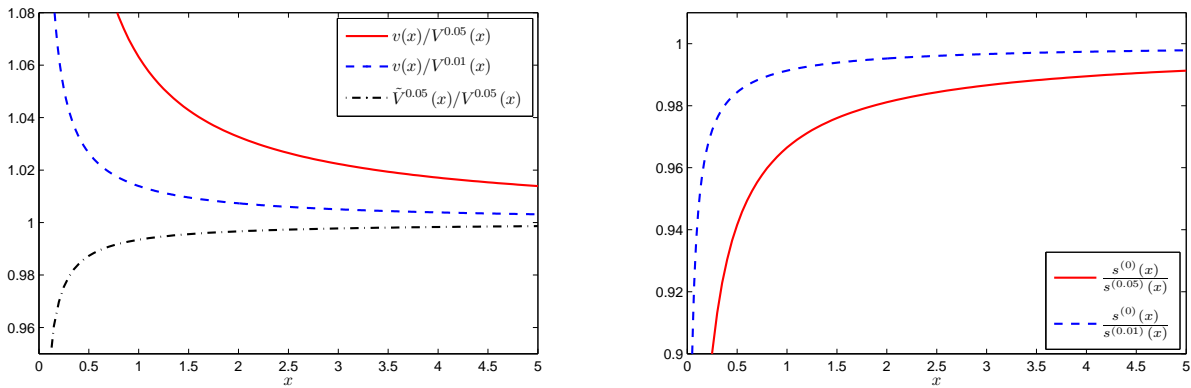 1.08
1.06
1.04
1.02
1
0.98
0.96
0 0.5 1 1.5 2 2.5 3 3.5 4 4.5 5
x
v(x)/V^{0.05}(x)
v(x)/V^{0.01}(x)
\tilde{V}^{0.05}(x)/V^{0.05}(x)
1
0.98
0.96
0.94
0.92
0.9
0 0.5 1 1.5 2 2.5 3 3.5 4 4.5 5
x
s^{(0)}(x)
s^{(0.05)}(x)
s^{(0)}(x)
s^{(0.01)}(x)